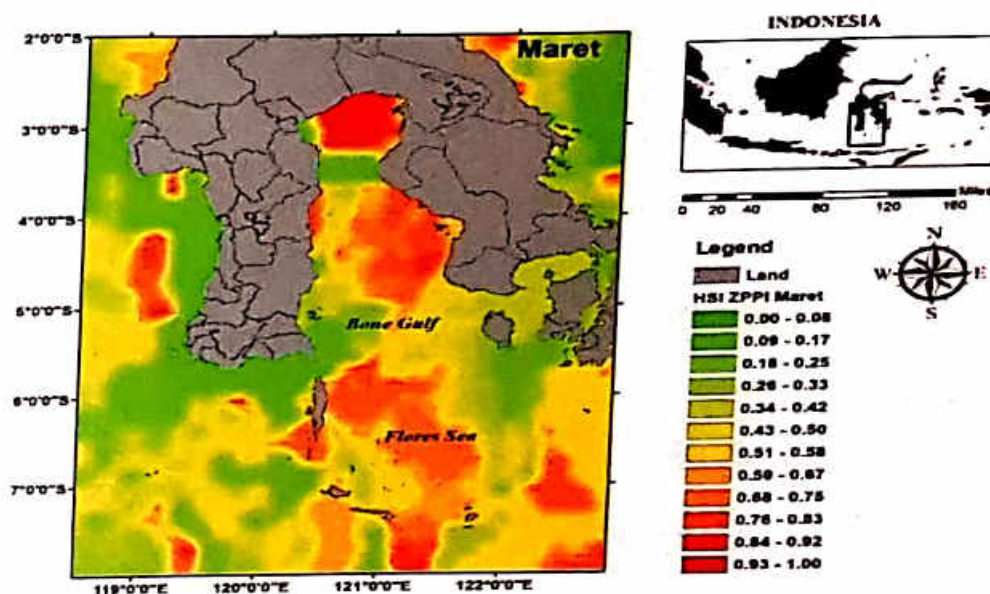 INDONESIA
Maret
2°0'0"S
3°0'0"S
4°0'0"S
5°0'0"S
6°0'0"S
7°0'0"S
119°0'0"E
120°0'0"E
121°0'0"E
122°0'0"E
Bone Gulf
Flores Sea
Miles
0 20 40 80 120 160
N
W E
S
Legend
Land
HSI ZPPI Maret
0.00 - 0.08
0.09 - 0.17
0.18 - 0.25
0.26 - 0.33
0.34 - 0.42
0.43 - 0.50
0.51 - 0.58
0.59 - 0.67
0.68 - 0.75
0.76 - 0.83
0.84 - 0.92
0.93 - 1.00